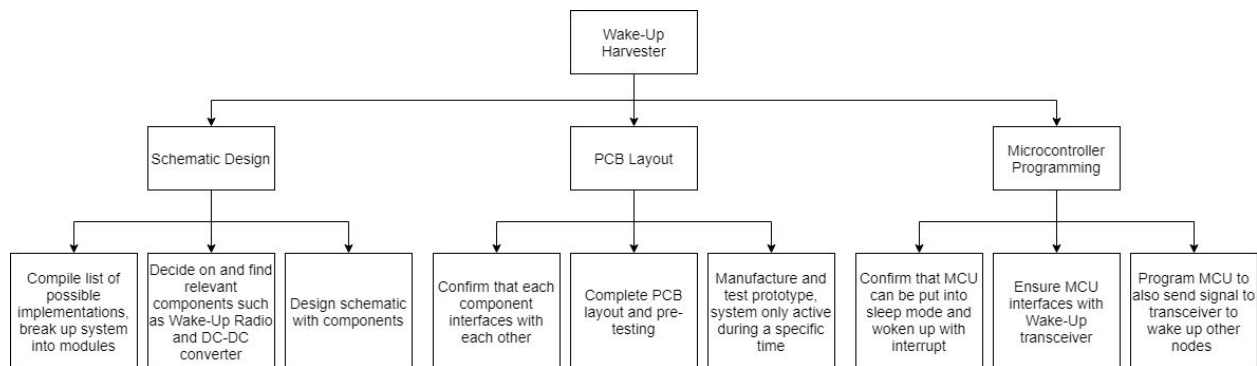 Wake-Up
Harvester
Schematic Design
PCB Layout
Microcontroller
Programming
Compile list of
possible
implementations,
break up system
into modules
Decide on and find
relevant
components such
as Wake-Up Radio
and DC-DC
converter
Design schematic
with components
Confirm that each
component
interfaces with
each other
Complete PCB
layout and pre-
testing
Manufacture and
test prototype,
system only active
during a specific
time
Confirm that MCU
can be put into
sleep mode and
woken up with
interrupt
Ensure MCU
interfaces with
Wake-Up
transceiver
Program MCU to
also send signal to
transceiver to
wake up other
nodes